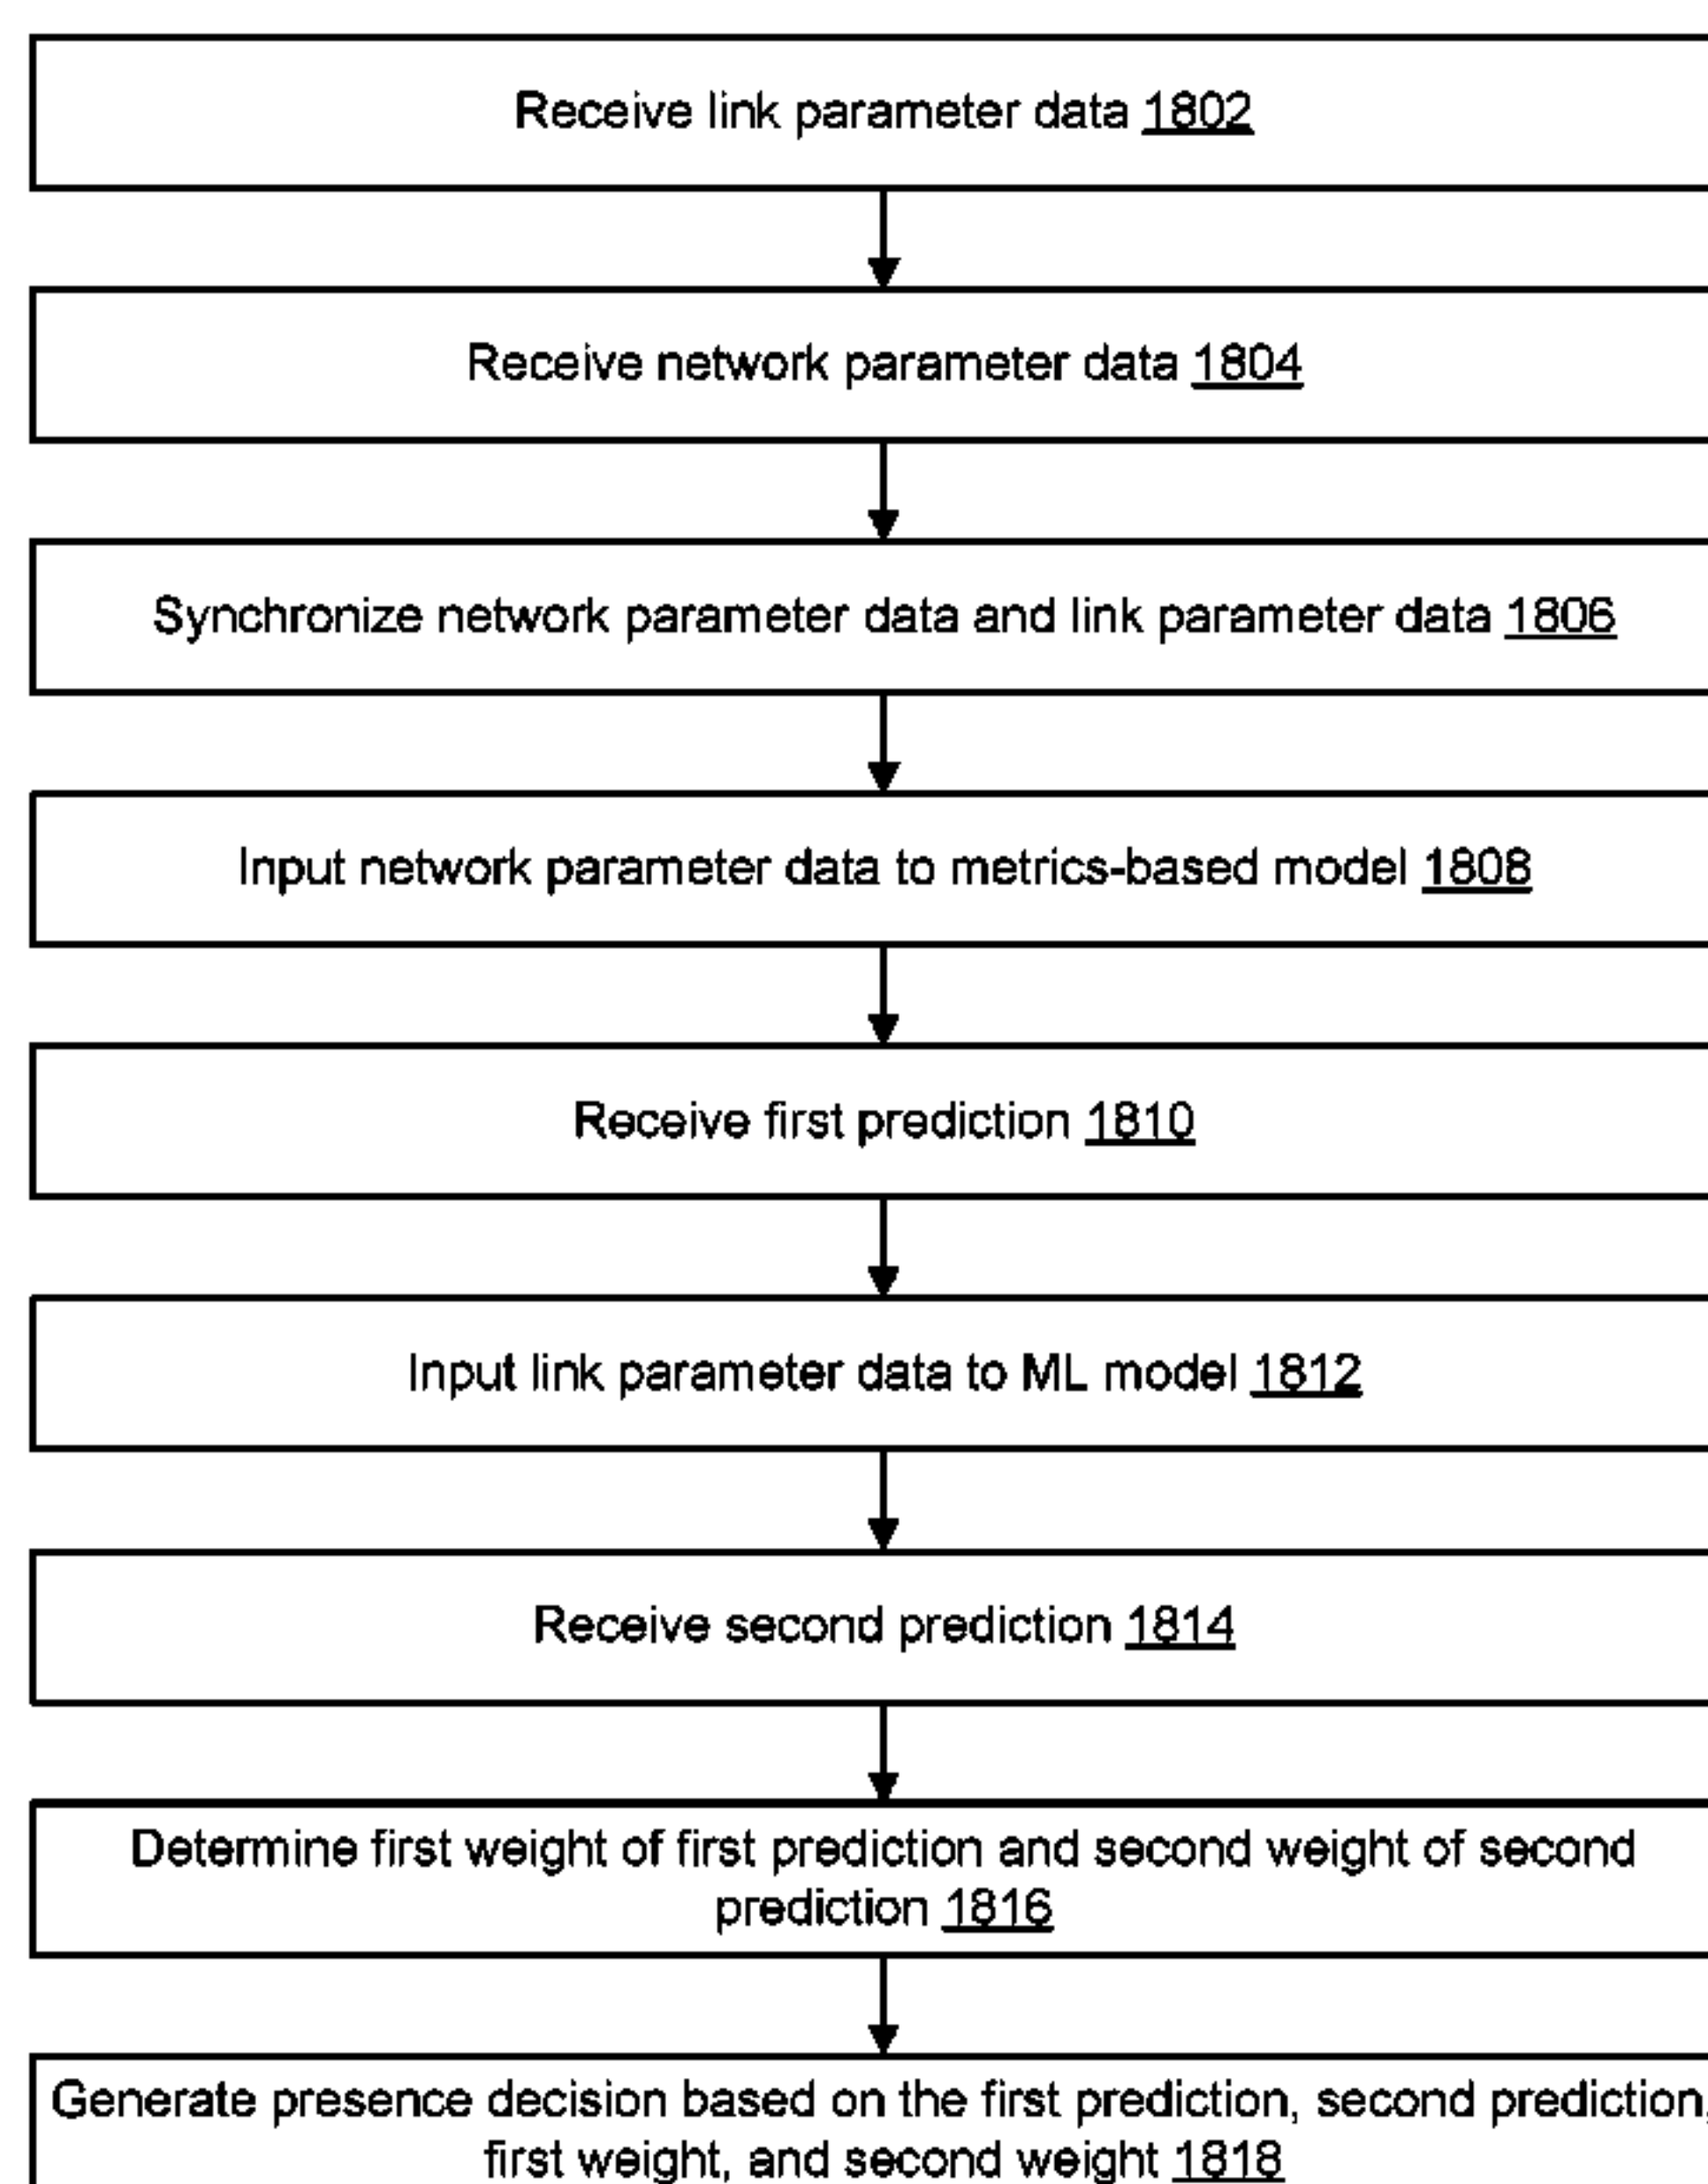 Receive link parameter data 1802
Receive network parameter data 1804
Synchronize network parameter data and link parameter data 1806
Input network parameter data to metrics-based model 1808
Receive first prediction 1810
Input link parameter data to ML model 1812
Receive second prediction 1814
Determine first weight of first prediction and second weight of second
prediction 1816
Generate presence decision based on the first prediction, second prediction,
first weight, and second weight 1818